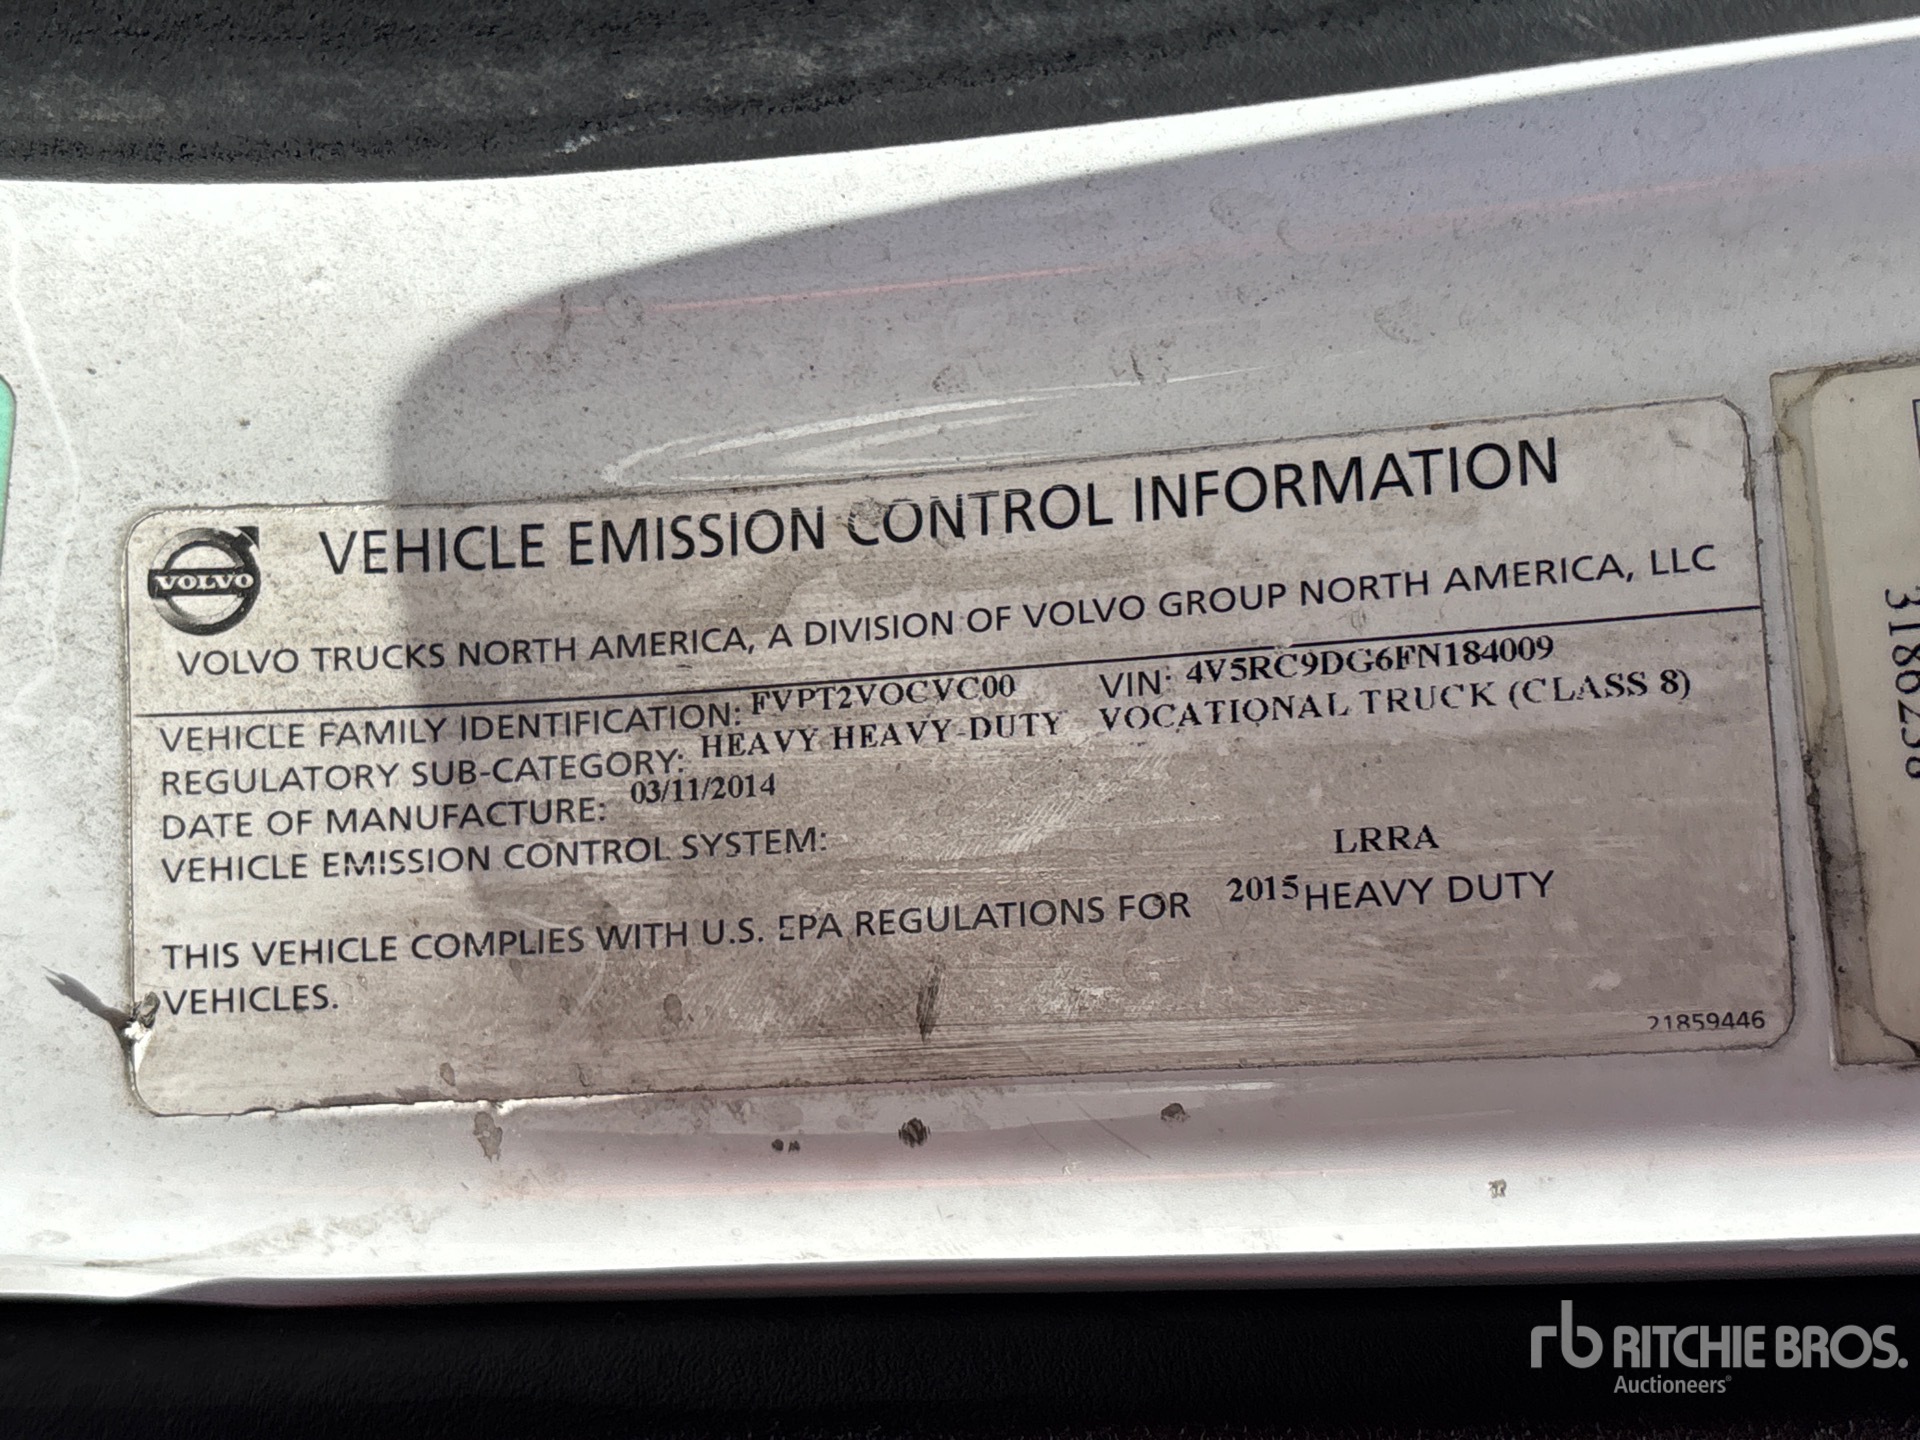 VOLVO
VEHICLE EMISSION CONTROL INFORMATION
VOLVO TRUCKS NORTH AMERICA, A DIVISION OF VOLVO GROUP NORTH AMERICA, LLC
VEHICLE FAMILY IDENTIFICATION: FVPT2VOCVC00 VIN: 4V5RC9DG6FN184009
REGULATORY SUB-CATEGORY: HEAVY HEAVY-DUTY VOCATIONAL TRUCK (CLASS 8)
DATE OF MANUFACTURE: 03/11/2014
VEHICLE EMISSION CONTROL SYSTEM: LRRA
THIS VEHICLE COMPLIES WITH U.S. EPA REGULATIONS FOR 2015 HEAVY DUTY
VEHICLES.
21859446
3186238
rb RITCHIE BROS.
Auctioneers®